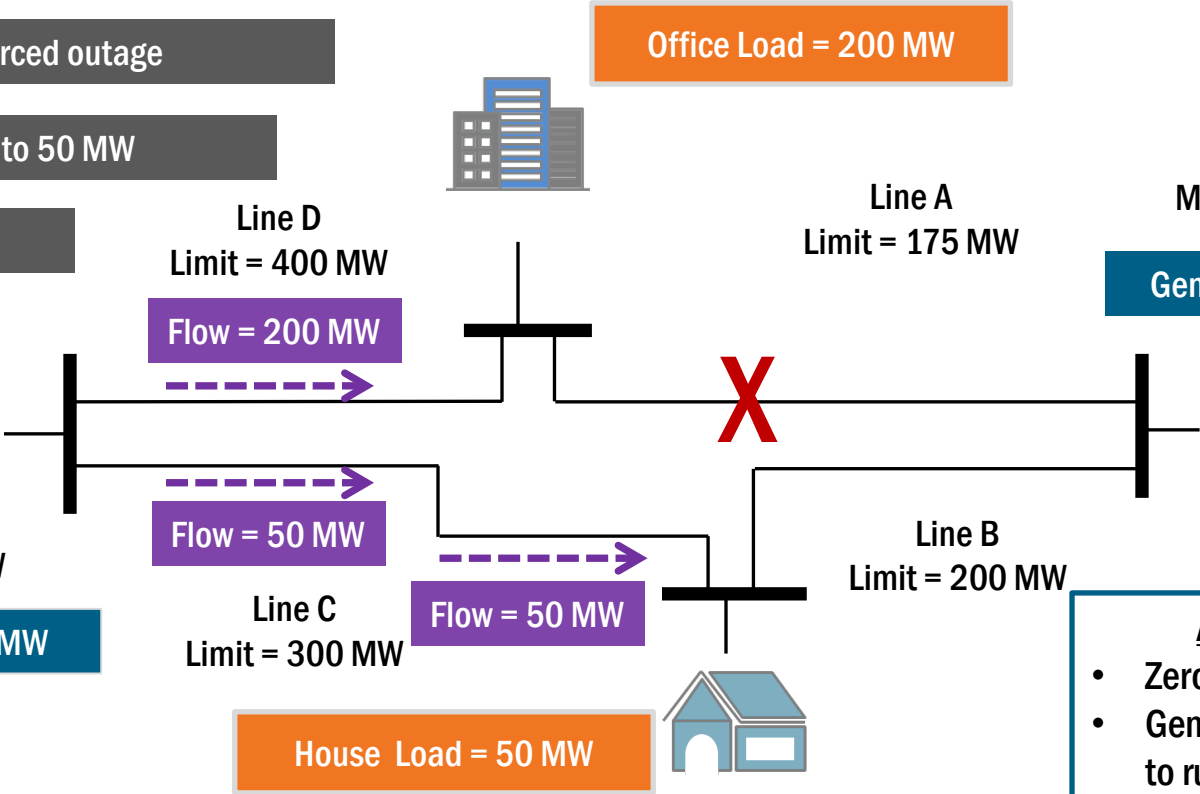 rced outage
Office Load = 200 MW
to 50 MW
Line D
Limit = 400 MW
Line A
Limit = 175 MW
M
Gen
Flow = 200 MW
X
Flow = 50 MW
Line B
Limit = 200 MW
Line C
Limit = 300 MW
Flow = 50 MW
MW
House Load = 50 MW
• Zero
• Gen
to ru